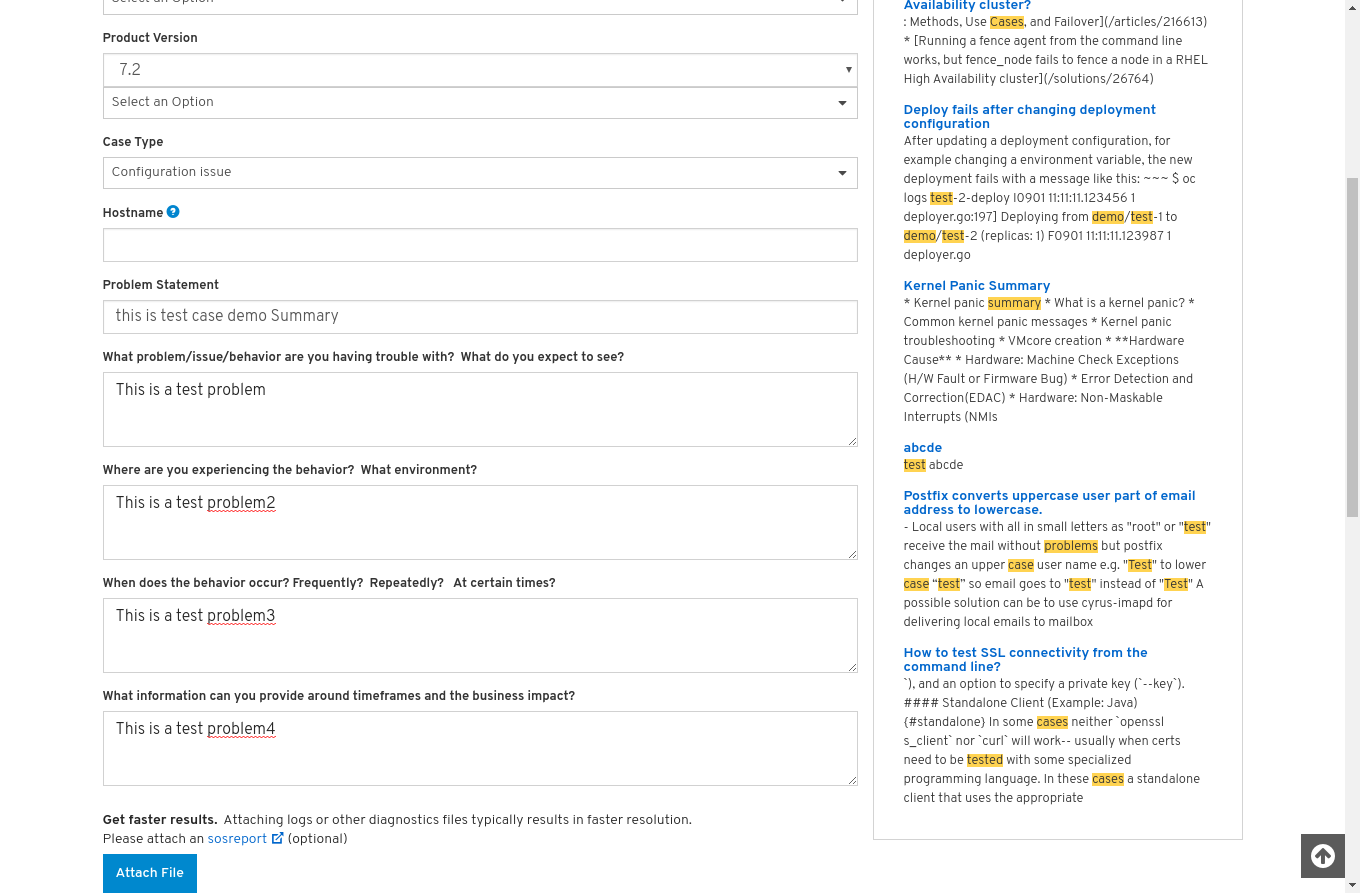 Select an Option
Product Version
7.2
Select an Option
Case Type
Configuration issue
Hostname
Problem Statement
this is test case demo Summary
What problem/issue/behavior are you having trouble with?  What do you expect to see?
This is a test problem
Where are you experiencing the behavior?  What environment?
This is a test problem2
When does the behavior occur? Frequently?  Repeatedly?   At certain times?
This is a test problem3
What information can you provide around timeframes and the business impact?
This is a test problem4
Get faster results.  Attaching logs or other diagnostics files typically results in faster resolution.
Please attach an sosreport (optional)
Attach File
Availability cluster?
: Methods, Use Cases, and Failover](/articles/216613)
* [Running a fence agent from the command line
works, but fence_node fails to fence a node in a RHEL
High Availability cluster](/solutions/26764)
Deploy fails after changing deployment
configuration
After updating a deployment configuration, for
example changing a environment variable, the new
deployment fails with a message like this: ~~~ $ oc
logs test-2-deploy I0901 11:11:11.123456 1
deployer.go:197] Deploying from demo/test-1 to
demo/test-2 (replicas: 1) F0901 11:11:11.123987 1
deployer.go
Kernel Panic Summary
* Kernel panic summary * What is a kernel panic? *
Common kernel panic messages * Kernel panic
troubleshooting * VMcore creation * **Hardware
Cause** * Hardware: Machine Check Exceptions
(H/W Fault or Firmware Bug) * Error Detection and
Correction(EDAC) * Hardware: Non-Maskable
Interrupts (NMIs
abcde
test abcde
Postfix converts uppercase user part of email
address to lowercase.
- Local users with all in small letters as "root" or "test"
receive the mail without problems but postfix
changes an upper case user name e.g. "Test" to lower
case “test” so email goes to "test" instead of "Test" A
possible solution can be to use cyrus-imapd for
delivering local emails to mailbox
How to test SSL connectivity from the
command line?
`), and an option to specify a private key (`--key`).
#### Standalone Client (Example: Java)
{#standalone} In some cases neither `openssl
s_client` nor `curl` will work-- usually when certs
need to be tested with some specialized
programming language. In these cases a standalone
client that uses the appropriate